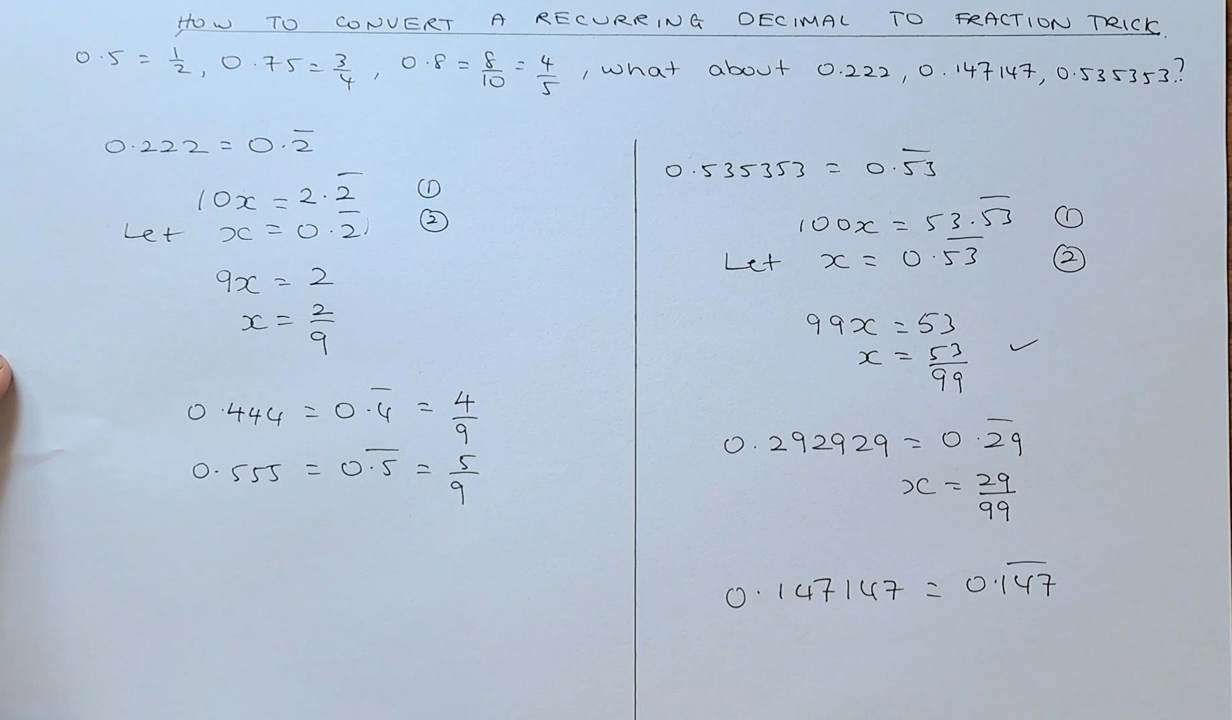 HOW TO CONVERT A RECURRING DECIMAL TO FRACTION TRICK.
0.5 = 1/2, 0.75 = 3/4, 0.8 = 8/10 = 4/5, what about 0.222, 0.147147, 0.535353?
0.222 = 0.2̅
10x = 2.2̅ ①
Let x = 0.2̅ ②
9x = 2
x = 2/9
0.444 = 0.4̅ = 4/9
0.555 = 0.5̅ = 5/9
0.535353 = 0.5̅3̅
100x = 53.5̅3̅ ①
Let x = 0.5̅3̅ ②
99x = 53
x = 53/99 ✓
0.292929 = 0.2̅9̅
x = 29/99
0.147147 = 0.1̅4̅7̅